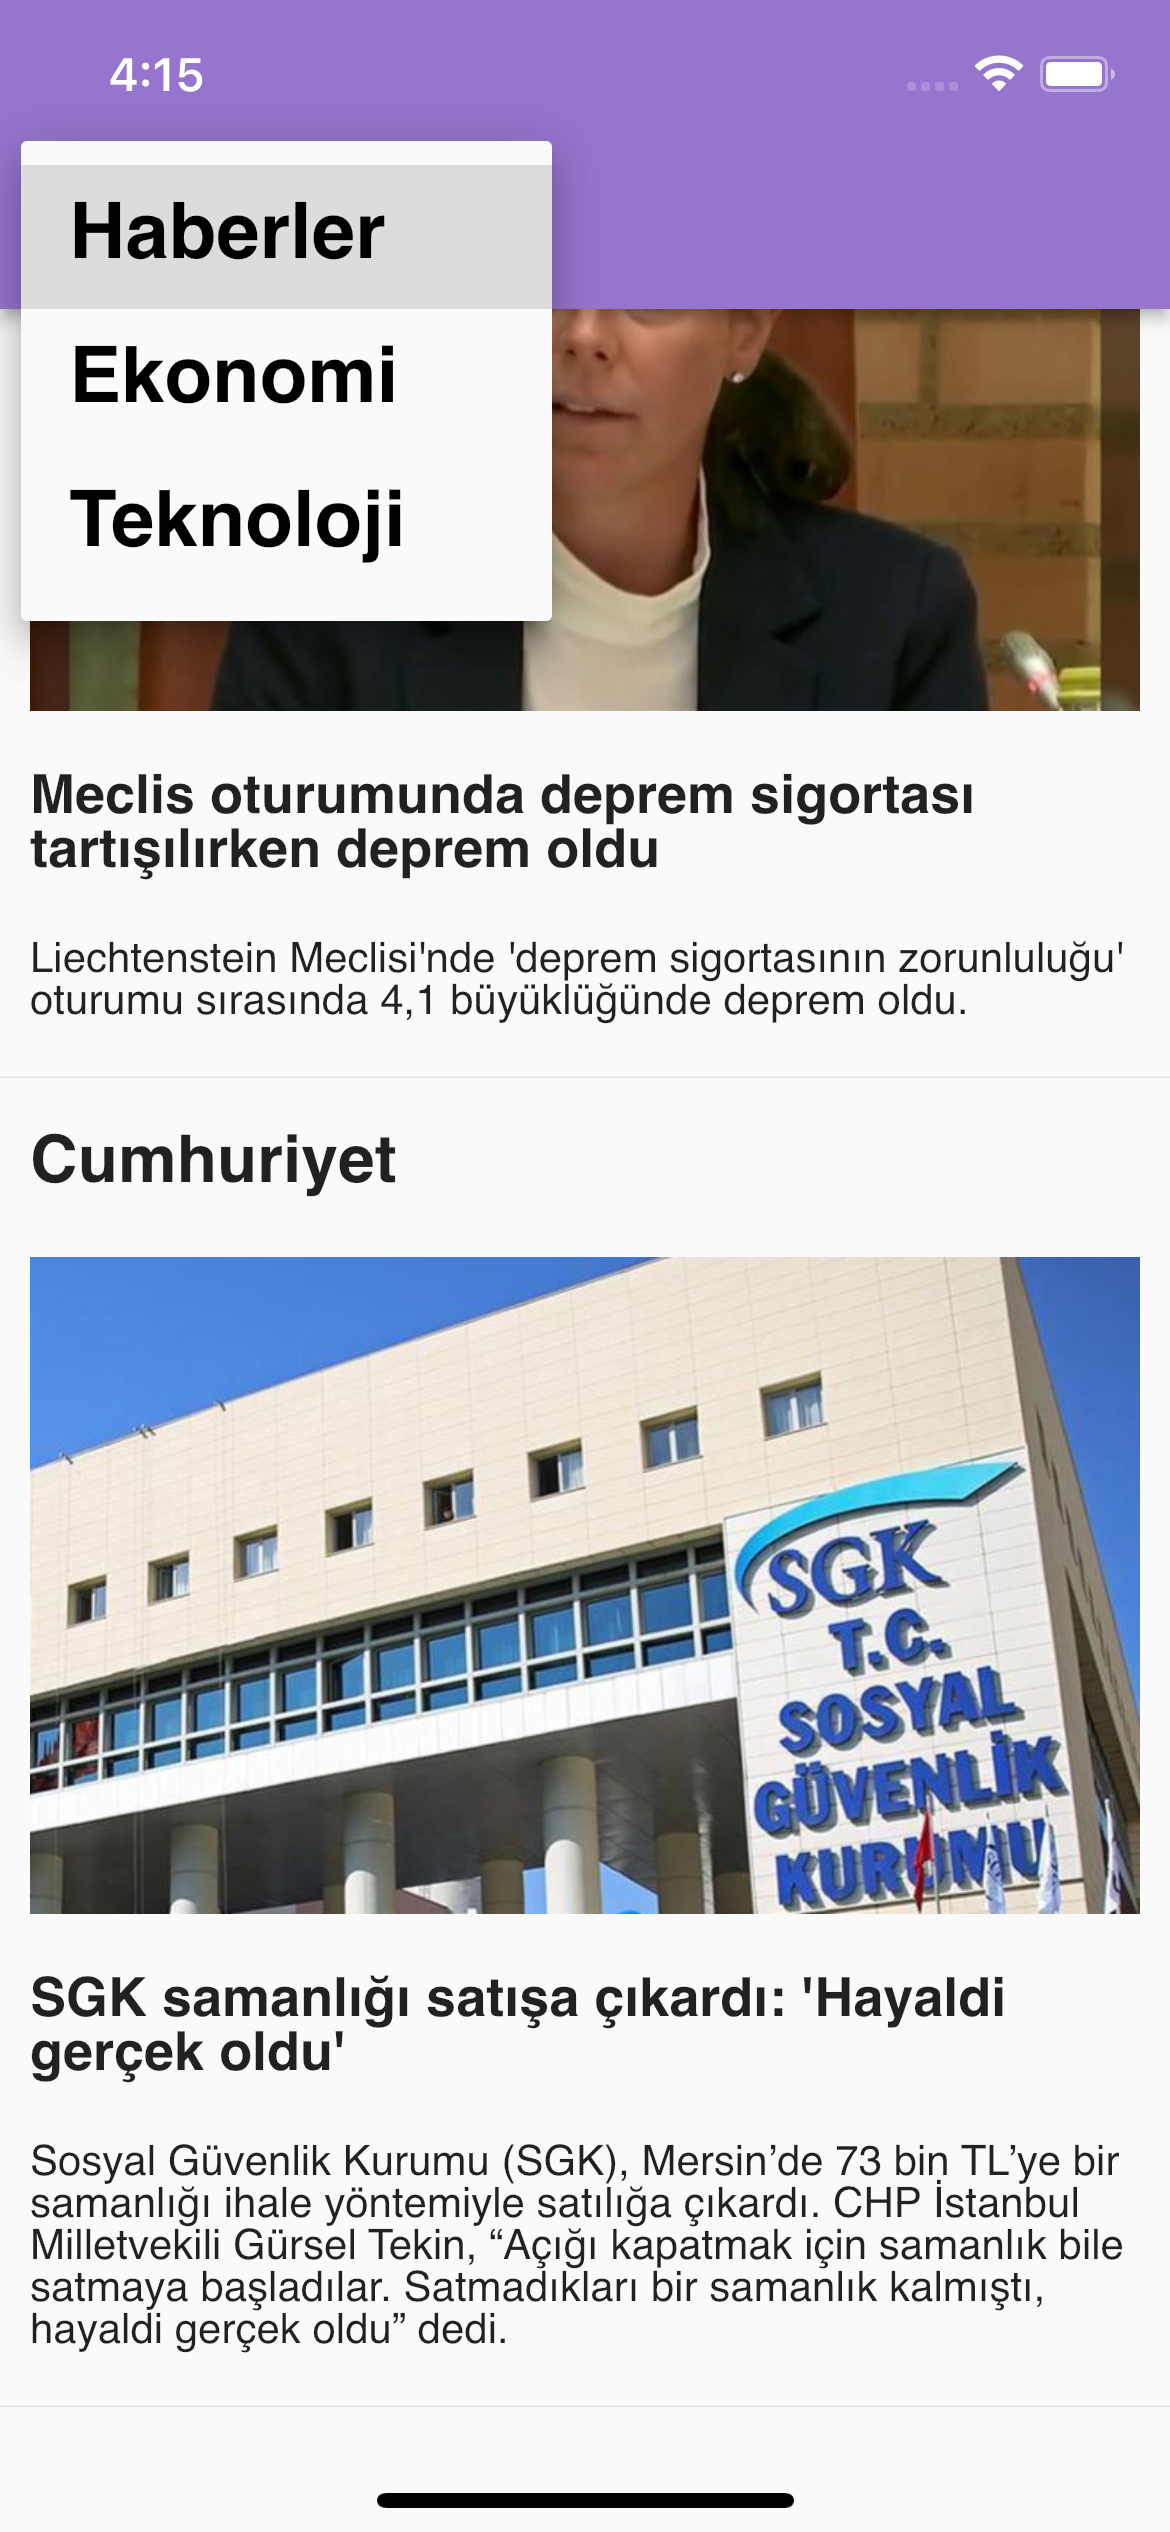 4:15
Haberler
Ekonomi
Teknoloji
Meclis oturumunda deprem sigortası
tartışılırken deprem oldu
Liechtenstein Meclisi'nde 'deprem sigortasının zorunluluğu'
oturumu sırasında 4,1 büyüklüğünde deprem oldu.
Cumhuriyet
SGK
T.C.
SOSYAL
GÜVENLİK
KURUMU
SGK samanlığı satışa çıkardı: 'Hayaldi
gerçek oldu'
Sosyal Güvenlik Kurumu (SGK), Mersin’de 73 bin TL’ye bir
samanlığı ihale yöntemiyle satılığa çıkardı. CHP İstanbul
Milletvekili Gürsel Tekin, “Açığı kapatmak için samanlık bile
satmaya başladılar. Satmadıkları bir samanlık kalmıştı,
hayaldi gerçek oldu” dedi.